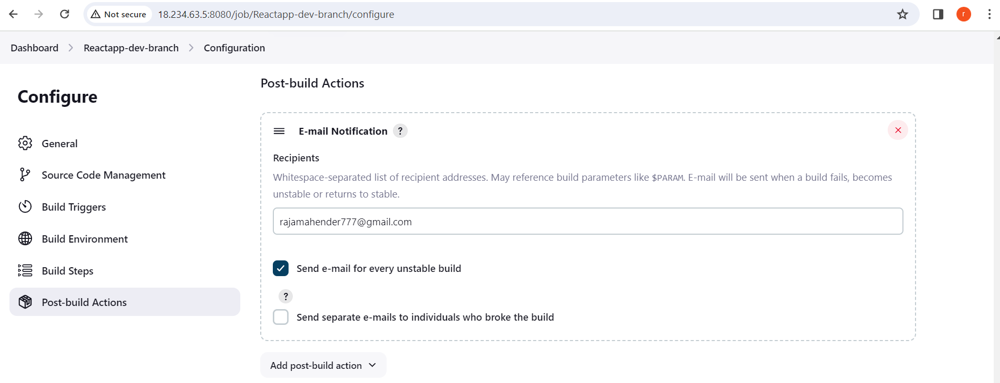 Not secure 18.234.63.5:8080/job/Reactapp-dev-branch/configure r
Dashboard Reactapp-dev-branch Configuration
Configure
General
Source Code Management
Build Triggers
Build Environment
Build Steps
Post-build Actions
Post-build Actions
E-mail Notification ?
Recipients
Whitespace-separated list of recipient addresses. May reference build parameters like $PARAM. E-mail will be sent when a build fails, becomes
unstable or returns to stable.
rajamahender777@gmail.com
Send e-mail for every unstable build
?
Send separate e-mails to individuals who broke the build
Add post-build action